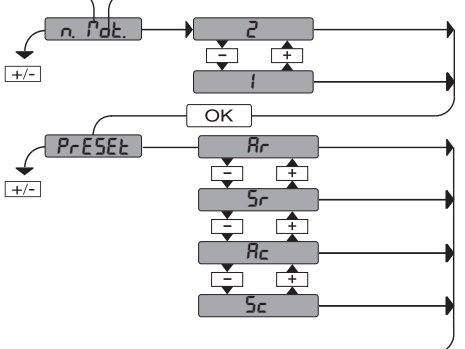 n. Mot.
2
- +
+/-
1
OK
PrESEt
Ar
- +
+/-
Sr
- +
Ac
- +
Sc